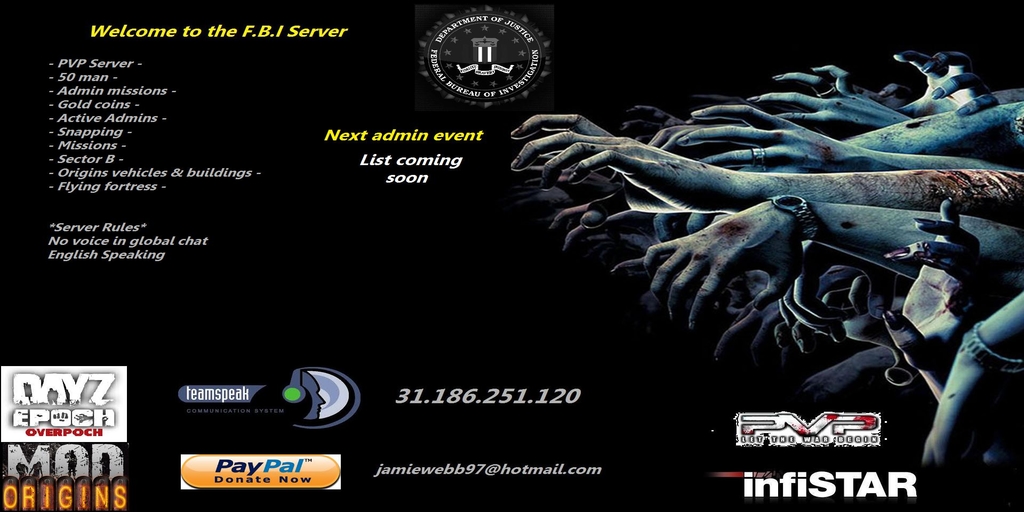 Welcome to the F.B.I Server
- PVP Server -
- 50 man -
- Admin missions -
- Gold coins -
- Active Admins -
- Snapping -
- Missions -
- Sector B -
- Origins vehicles & buildings -
- Flying fortress -
*Server Rules*
No voice in global chat
English Speaking
DEPARTMENT OF JUSTICE
FEDERAL BUREAU OF INVESTIGATION
Next admin event
List coming
soon
DAYZ
EPOCH
OVERPOCH
MOD
ORIGINS
teamspeak
COMMUNICATION SYSTEM
31.186.251.120
PayPal™
Donate Now
jamiewebb97@hotmail.com
PVP
LET THE WAR BEGIN
infiSTAR